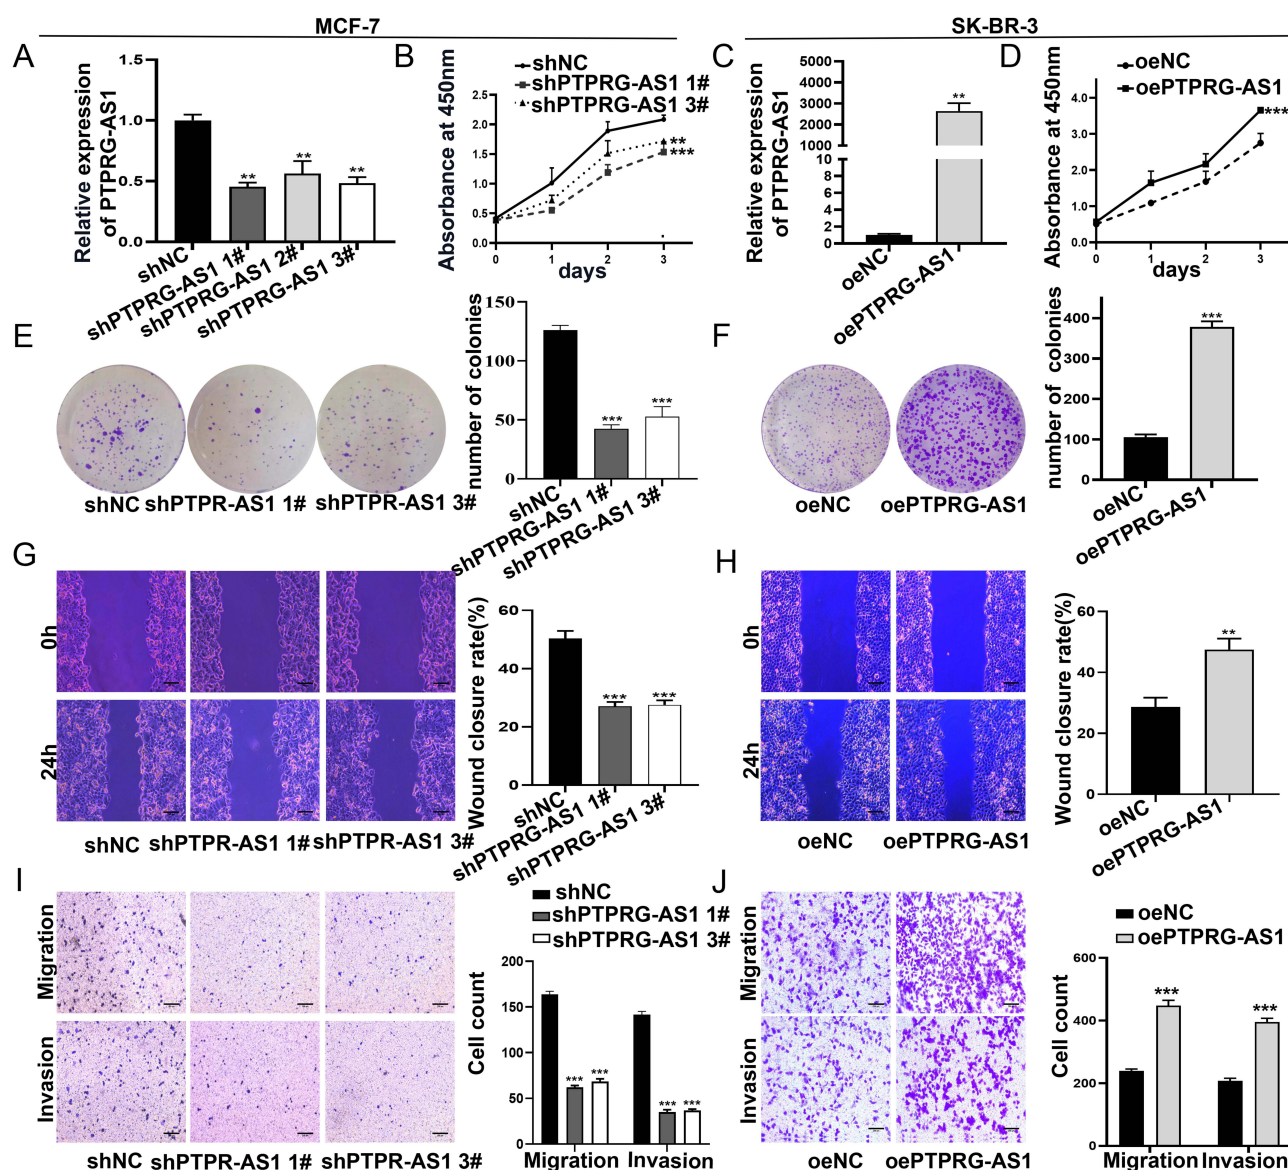 MCF-7
SK-BR-3
A
Relative expression
of PTPRG-AS1
1.5
1.0
0.5
0.0
**
**
**
shNC
shPTPRG-AS1 1#
shPTPRG-AS1 2#
shPTPRG-AS1 3#
B
Absorbance at 450nm
shNC
shPTPRG-AS1 1#
shPTPRG-AS1 3#
2.5
2.0
1.5
1.0
0.5
0.0
**
***
0 1 2 3
days
C
Relative expression
of PTPRG-AS1
5000
4000
3000
2000
1000
10
8
6
4
2
0
**
oeNC
oePTPRG-AS1
D
Absorbance at 450nm
oeNC
oePTPRG-AS1
4.0
3.0
2.0
1.0
0.0
***
0 1 2 3
days
E
shNC shPTPR-AS1 1# shPTPR-AS1 3#
number of colonies
150
100
50
0
***
***
shNC
shPTPRG-AS1 1#
shPTPRG-AS1 3#
F
oeNC oePTPRG-AS1
number of colonies
400
300
200
100
0
***
oeNC
oePTPRG-AS1
G
0h
24h
shNC shPTPR-AS1 1# shPTPR-AS1 3#
Wound closure rate(%)
60
40
20
0
***
***
shNC
shPTPRG-AS1 1#
shPTPRG-AS1 3#
H
0h
24h
oeNC oePTPRG-AS1
Wound closure rate(%)
60
40
20
0
**
oeNC
oePTPRG-AS1
I
Migration
Invasion
shNC shPTPR-AS1 1# shPTPR-AS1 3#
shNC
shPTPRG-AS1 1#
shPTPRG-AS1 3#
Cell count
200
150
100
50
0
*** ***
*** ***
Migration Invasion
J
Migration
Invasion
oeNC oePTPRG-AS1
oeNC
oePTPRG-AS1
Cell count
600
400
200
0
***
***
Migration Invasion